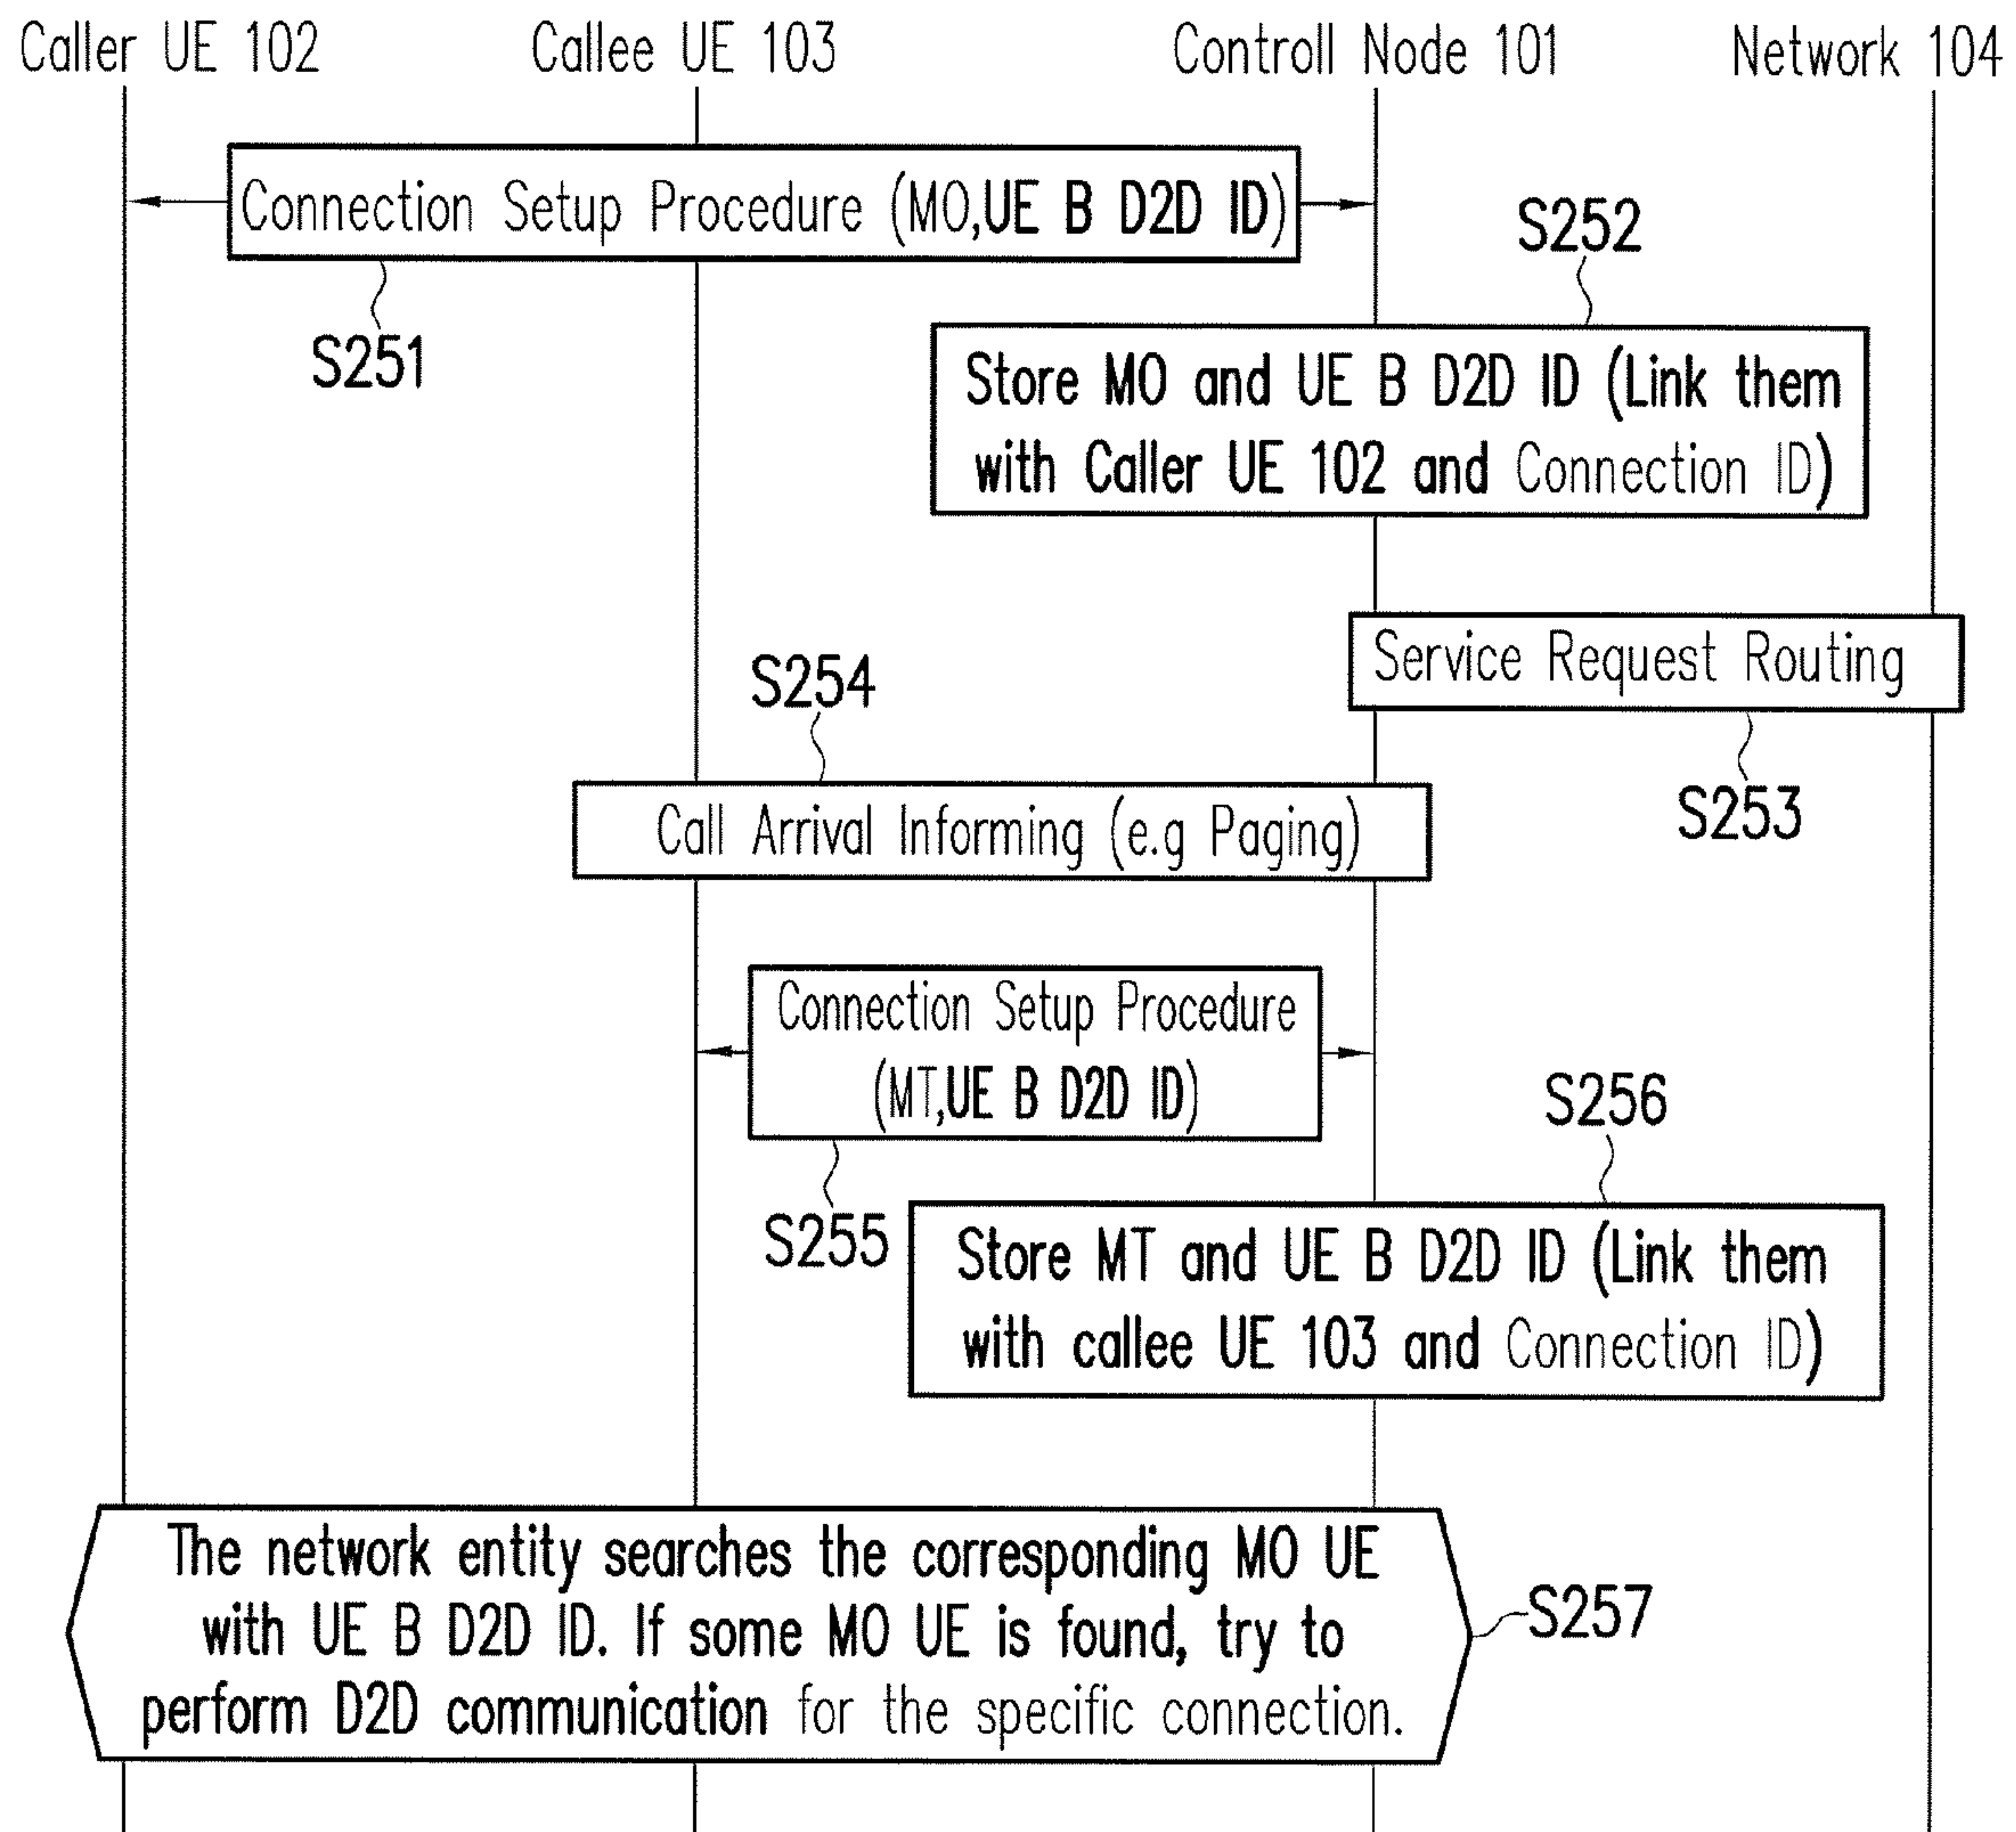 Caller UE 102
Callee UE 103
Controll Node 101
Network 104
Connection Setup Procedure (MO,UE B D2D ID)
S251
S252
Store MO and UE B D2D ID (Link them
with Caller UE 102 and Connection ID)
Service Request Routing
S253
S254
Call Arrival Informing (e.g Paging)
Connection Setup Procedure
(MT,UE B D2D ID)
S255
S256
Store MT and UE B D2D ID (Link them
with callee UE 103 and Connection ID)
The network entity searches the corresponding MO UE
with UE B D2D ID. If some MO UE is found, try to
perform D2D communication for the specific connection.
S257